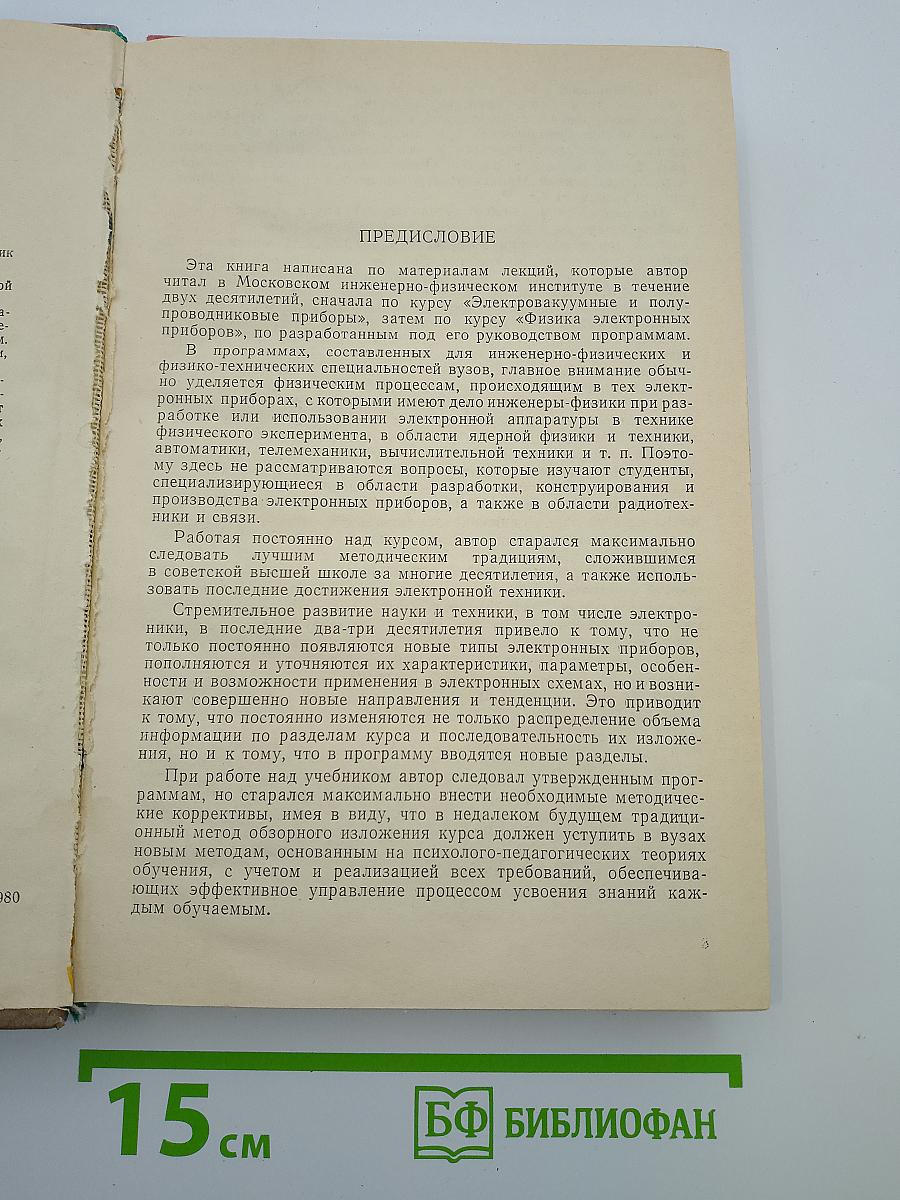 ПРЕДИСЛОВИЕ
Эта книга написана по материалам лекций, которые автор
читал в Московском инженерно-физическом институте в течение
двух десятилетий, сначала по курсу «Электровакуумные и полу-
проводниковые приборы», затем по курсу «Физика электронных
приборов», по разработанным под его руководством программам.
В программах, составленных для инженерно-физических и
физико-технических специальностей вузов, главное внимание обыч-
но уделяется физическим процессам, происходящим в тех элект-
ронных приборах, с которыми имеют дело инженеры-физики при раз-
работке или использовании электронной аппаратуры в технике
физического эксперимента, в области ядерной физики и техники,
автоматики, телемеханики, вычислительной техники и т. п. Поэто-
му здесь не рассматриваются вопросы, которые изучают студенты,
специализирующиеся в области разработки, конструирования и
производства электронных приборов, а также в области радиотех-
ники и связи.
Работая постоянно над курсом, автор старался максимально
следовать лучшим методическим традициям, сложившимся
в советской высшей школе за многие десятилетия, а также исполь-
зовать последние достижения электронной техники.
Стремительное развитие науки и техники, в том числе электро-
ники, в последние два-три десятилетия привело к тому, что не
только постоянно появляются новые типы электронных приборов,
пополняются и уточняются их характеристики, параметры, особен-
ности и возможности применения в электронных схемах, но и возни-
кают совершенно новые направления и тенденции. Это приводит
к тому, что постоянно изменяются не только распределение объема
информации по разделам курса и последовательность их изложе-
ния, но и к тому, что в программу вводятся новые разделы.
При работе над учебником автор следовал утвержденным прог-
раммам, но старался максимально внести необходимые методичес-
кие коррективы, имея в виду, что в недалеком будущем традици-
онный метод обзорного изложения курса должен уступить в вузах
новым методам, основанным на психолого-педагогических теориях
обучения, с учетом и реализацией всех требований, обеспечива-
ющих эффективное управление процессом усвоения знаний каж-
дым обучаемым.
980
15 см
БФ БИБЛИОФАН